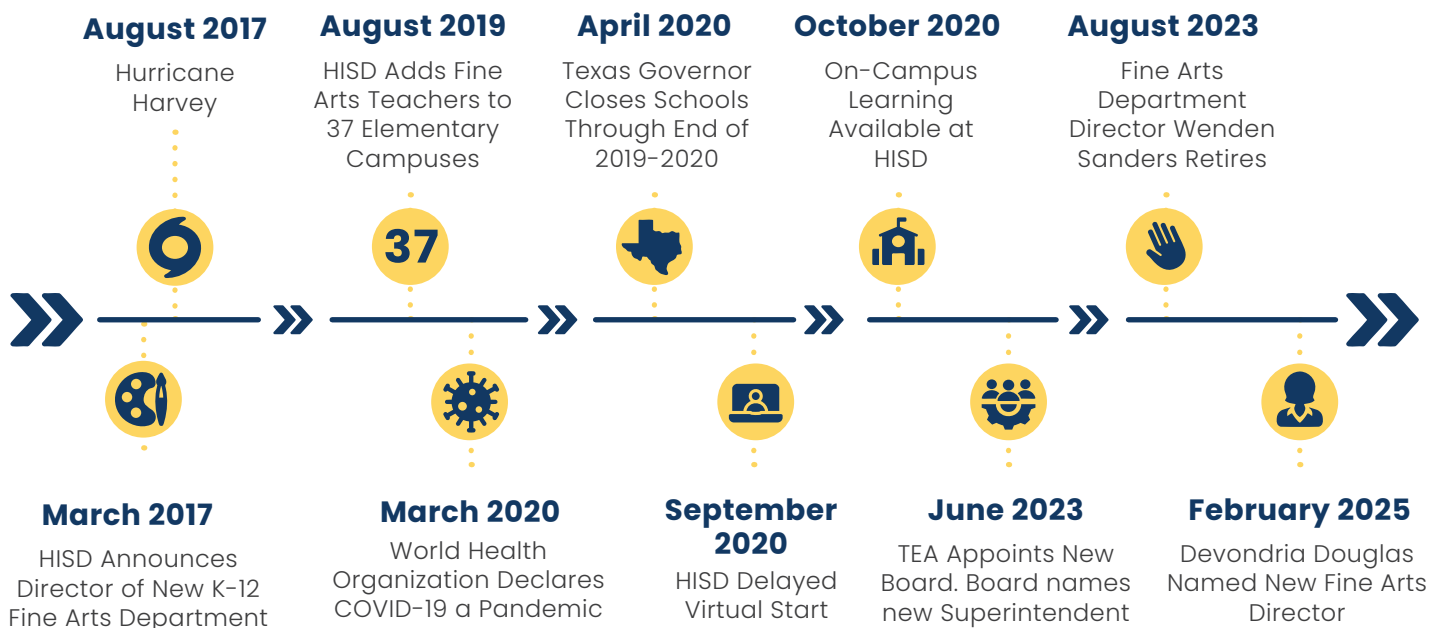 August 2017
Hurricane
Harvey
August 2019
HISD Adds Fine
Arts Teachers to
37 Elementary
Campuses
April 2020
Texas Governor
Closes Schools
Through End of
2019-2020
October 2020
On-Campus
Learning
Available at
HISD
August 2023
Fine Arts
Department
Director Wenden
Sanders Retires
37
March 2017
HISD Announces
Director of New K-12
Fine Arts Department
March 2020
World Health
Organization Declares
COVID-19 a Pandemic
September
2020
HISD Delayed
Virtual Start
June 2023
TEA Appoints New
Board. Board names
new Superintendent
February 2025
Devondria Douglas
Named New Fine Arts
Director